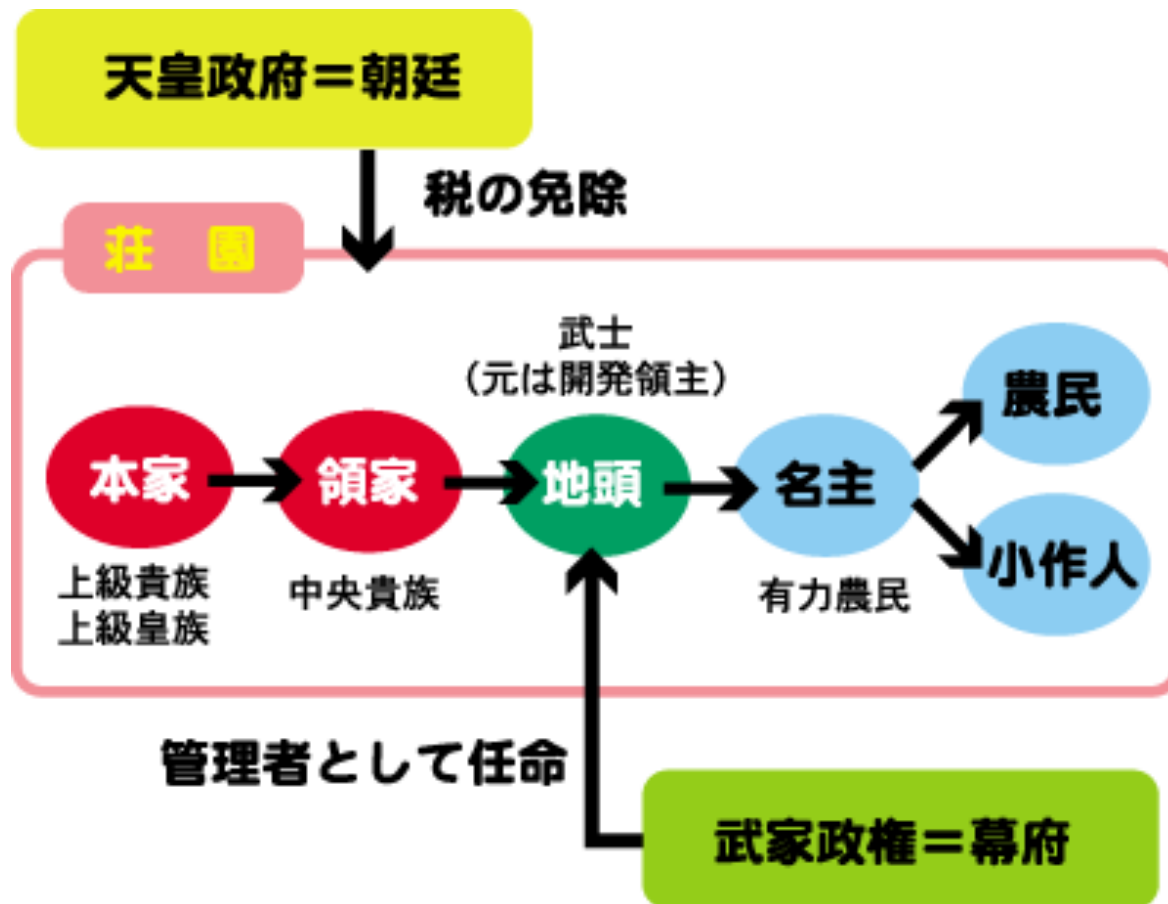 天皇政府＝朝廷
税の免除
荘　園
武士
（元は開発領主）
本家
領家
地頭
名主
農民
小作人
上級貴族
上級皇族
中央貴族
有力農民
管理者として任命
武家政権＝幕府